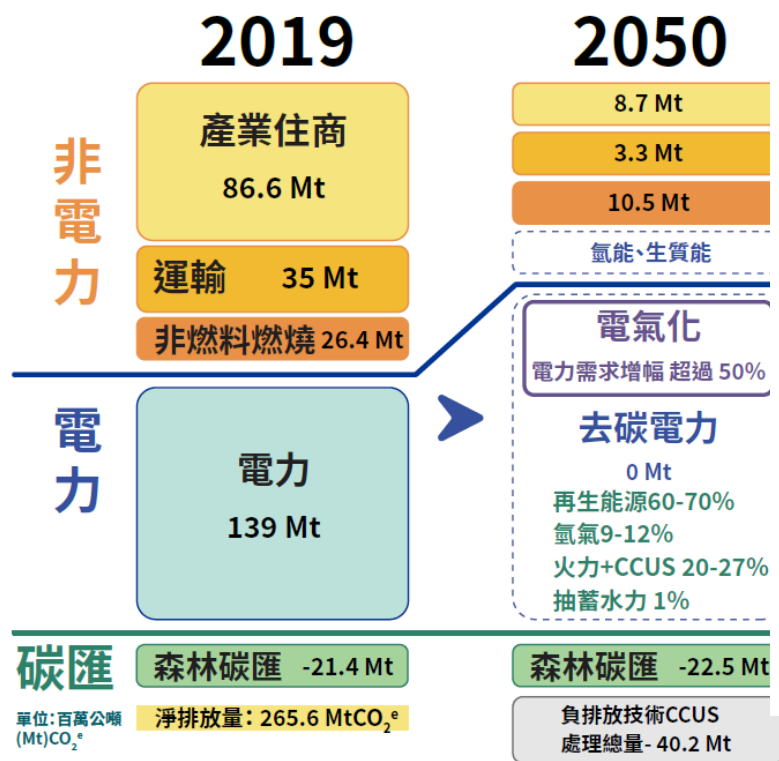 2019
2050
非電力
產業住商
86.6 Mt
運輸 35 Mt
非燃料燃燒 26.4 Mt
8.7 Mt
3.3 Mt
10.5 Mt
氫能、生質能
電力
電力
139 Mt
電氣化
電力需求增幅 超過 50%
去碳電力
0 Mt
再生能源60-70%
氫氣9-12%
火力+CCUS 20-27%
抽蓄水力 1%
碳匯
森林碳匯 -21.4 Mt
森林碳匯 -22.5 Mt
單位:百萬公噸
(Mt)CO₂ᵉ
淨排放量: 265.6 MtCO₂ᵉ
負排放技術CCUS
處理總量- 40.2 Mt